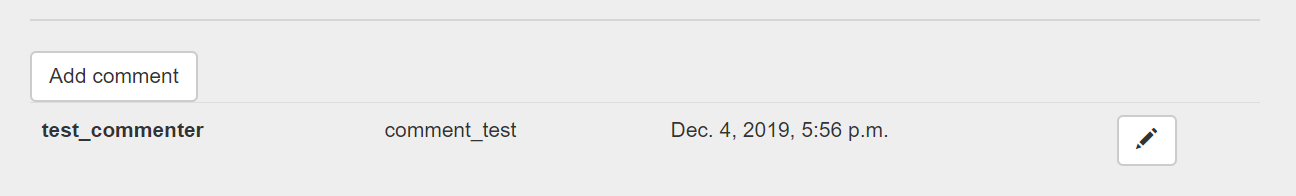 Add comment
test_commenter comment_test Dec. 4, 2019, 5:56 p.m.